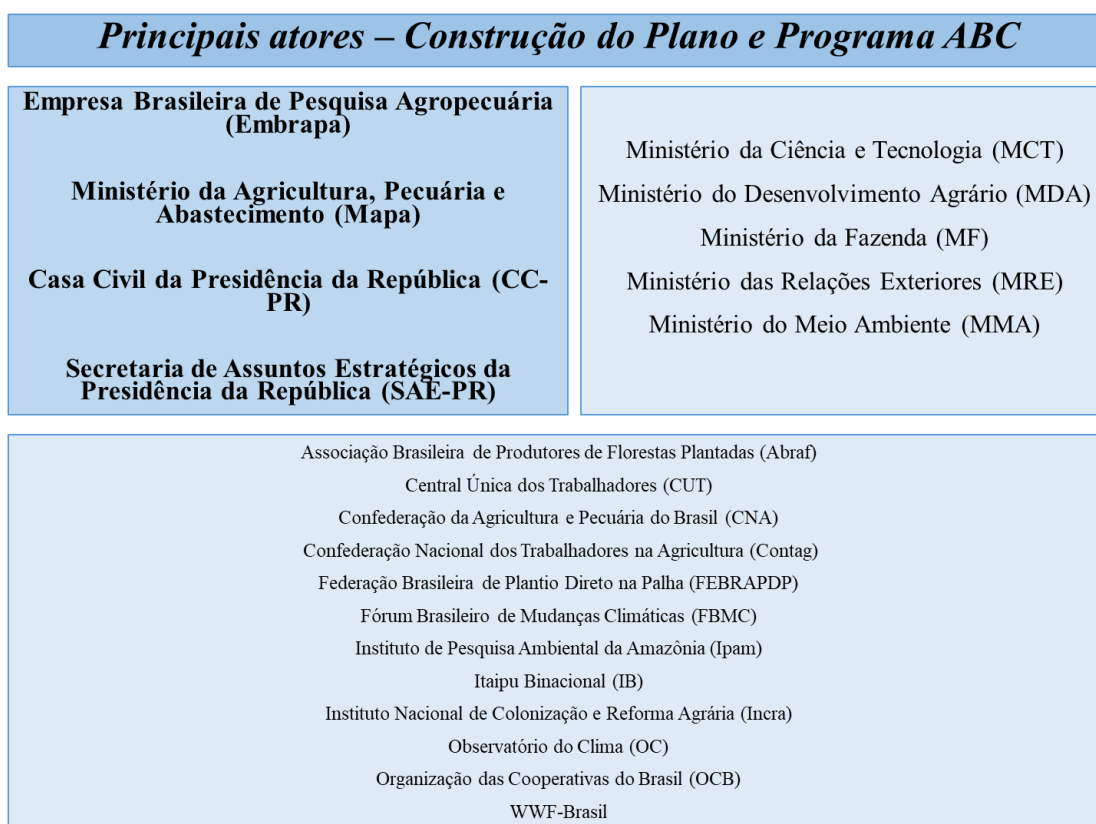 Principais atores – Construção do Plano e Programa ABC
Empresa Brasileira de Pesquisa Agropecuária
(Embrapa)
Ministério da Agricultura, Pecuária e
Abastecimento (Mapa)
Casa Civil da Presidência da República (CC-
PR)
Secretaria de Assuntos Estratégicos da
Presidência da República (SAE-PR)
Ministério da Ciência e Tecnologia (MCT)
Ministério do Desenvolvimento Agrário (MDA)
Ministério da Fazenda (MF)
Ministério das Relações Exteriores (MRE)
Ministério do Meio Ambiente (MMA)
Associação Brasileira de Produtores de Florestas Plantadas (Abraf)
Central Única dos Trabalhadores (CUT)
Confederação da Agricultura e Pecuária do Brasil (CNA)
Confederação Nacional dos Trabalhadores na Agricultura (Contag)
Federação Brasileira de Plantio Direto na Palha (FEBRAPDP)
Fórum Brasileiro de Mudanças Climáticas (FBMC)
Instituto de Pesquisa Ambiental da Amazônia (Ipam)
Itaipu Binacional (IB)
Instituto Nacional de Colonização e Reforma Agrária (Incra)
Observatório do Clima (OC)
Organização das Cooperativas do Brasil (OCB)
WWF-Brasil